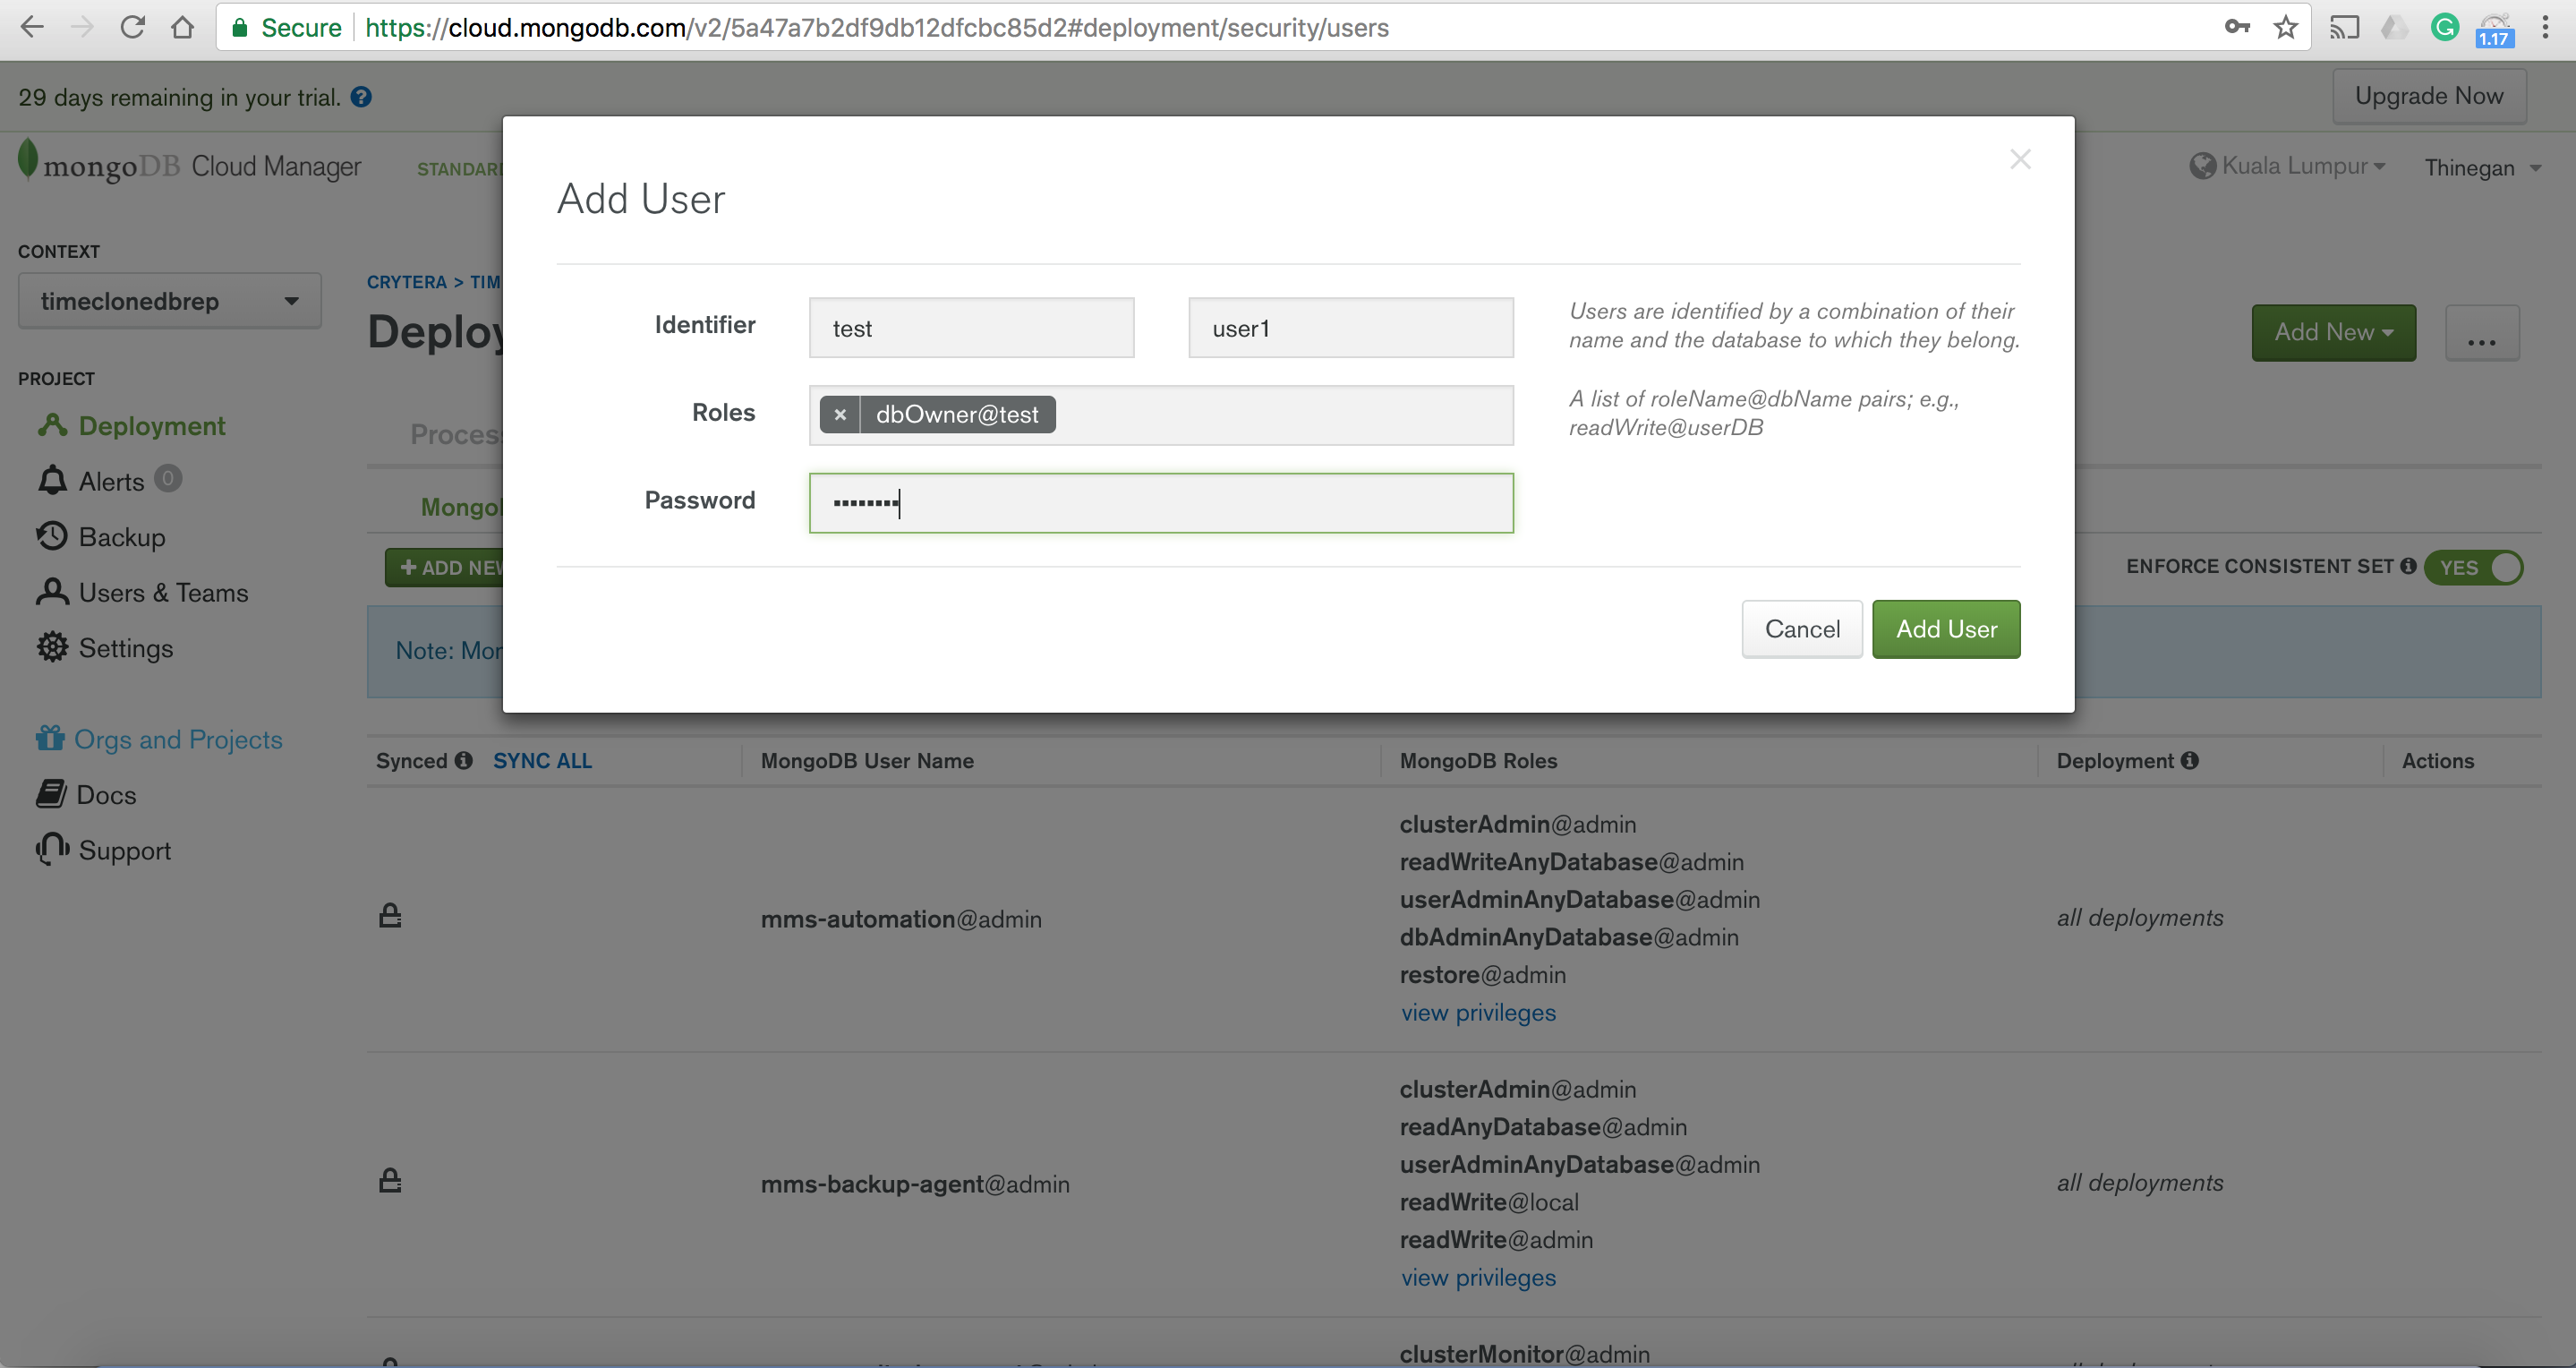 Secure https://cloud.mongodb.com/v2/5a47a7b2df9db12dfcbc85d2#deployment/security/users
1.17
29 days remaining in your trial. ?
Upgrade Now
mongoDB Cloud Manager
STANDARD
Kuala Lumpur
Thinegan
CONTEXT
timeclonedbrep
PROJECT
Deployment
Alerts 0
Backup
Users & Teams
Settings
Orgs and Projects
Docs
Support
CRYTERA > TIM
Deploy
Add New
...
Process
Mongo
+ ADD NEW
ENFORCE CONSISTENT SET YES
Note: Mon
Add User
Identifier test user1
Users are identified by a combination of their
name and the database to which they belong.
Roles × dbOwner@test
A list of roleName@dbName pairs; e.g.,
readWrite@userDB
Password ••••••••
Cancel Add User
Synced SYNC ALL MongoDB User Name MongoDB Roles Deployment Actions
mms-automation@admin
clusterAdmin@admin
readWriteAnyDatabase@admin
userAdminAnyDatabase@admin
dbAdminAnyDatabase@admin
restore@admin
view privileges
all deployments
mms-backup-agent@admin
clusterAdmin@admin
readAnyDatabase@admin
userAdminAnyDatabase@admin
readWrite@local
readWrite@admin
view privileges
all deployments
clusterMonitor@admin